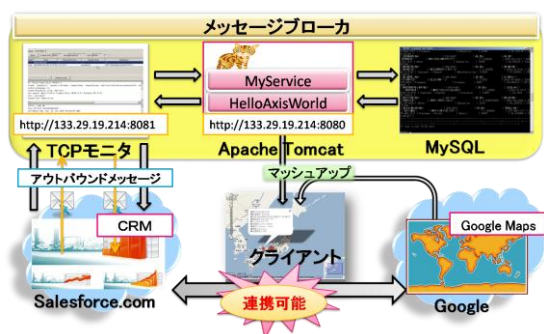 メッセージブローカ
MyService
HelloAxisWorld
http://133.29.19.214:8081
http://133.29.19.214:8080
TCPモニタ
Apache Tomcat
MySQL
アウトバウンドメッセージ
マッシュアップ
CRM
Google Maps
クライアント
Salesforce.com
連携可能
Google